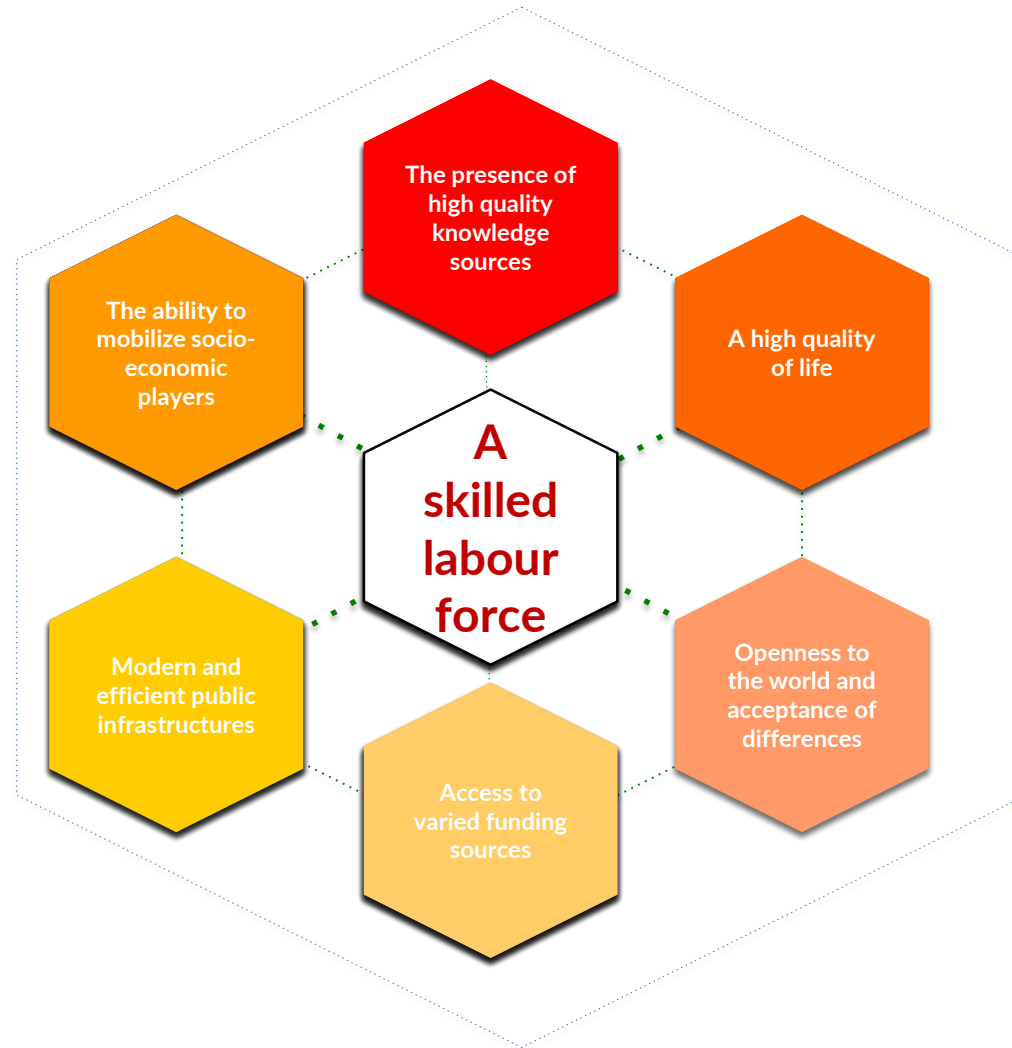 The presence of
high quality
knowledge
sources
The ability to
mobilize socio-
economic
players
A high quality
of life
A
skilled
labour
force
Modern and
efficient public
infrastructures
Openness to
the world and
acceptance of
differences
Access to
varied funding
sources